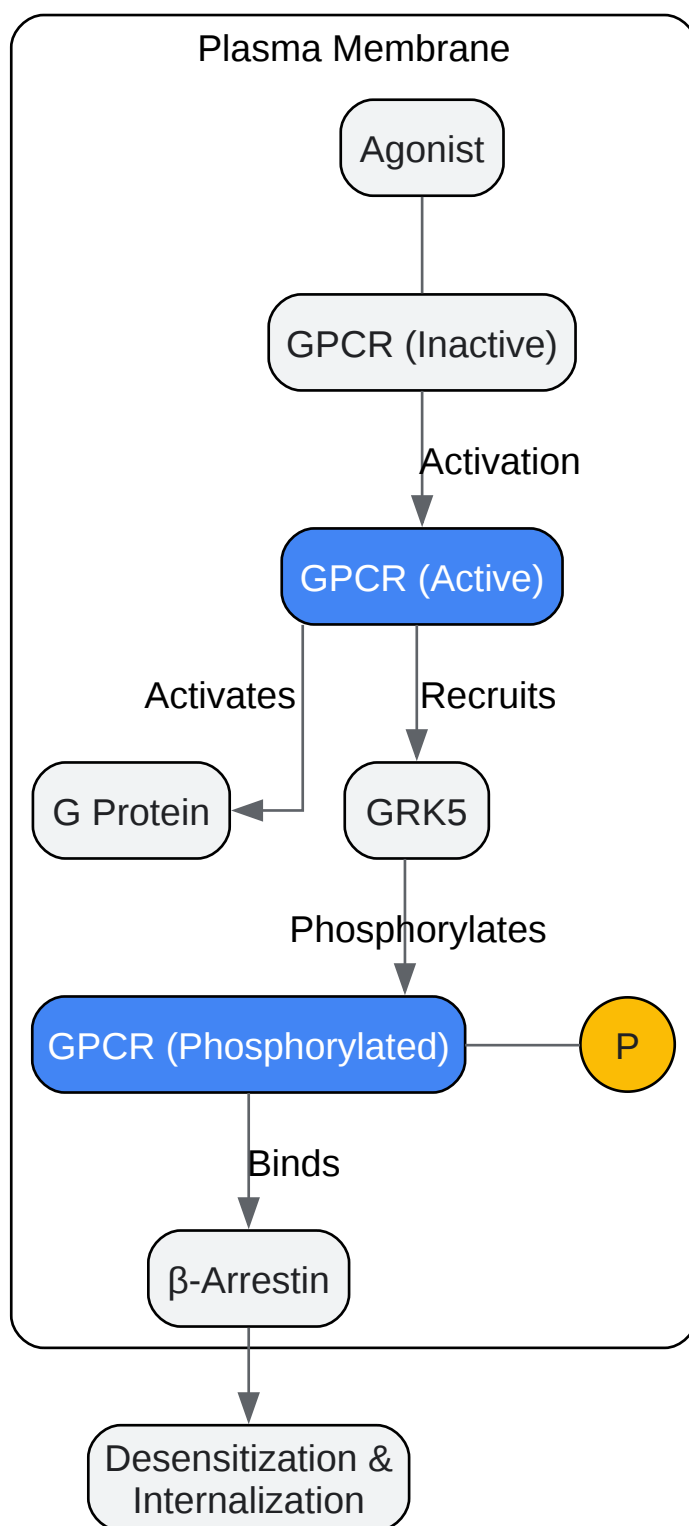 Plasma Membrane
Agonist
GPCR (Inactive)
Activation
GPCR (Active)
Activates
Recruits
G Protein
GRK5
Phosphorylates
GPCR (Phosphorylated)
P
Binds
β-Arrestin
Desensitization &
Internalization